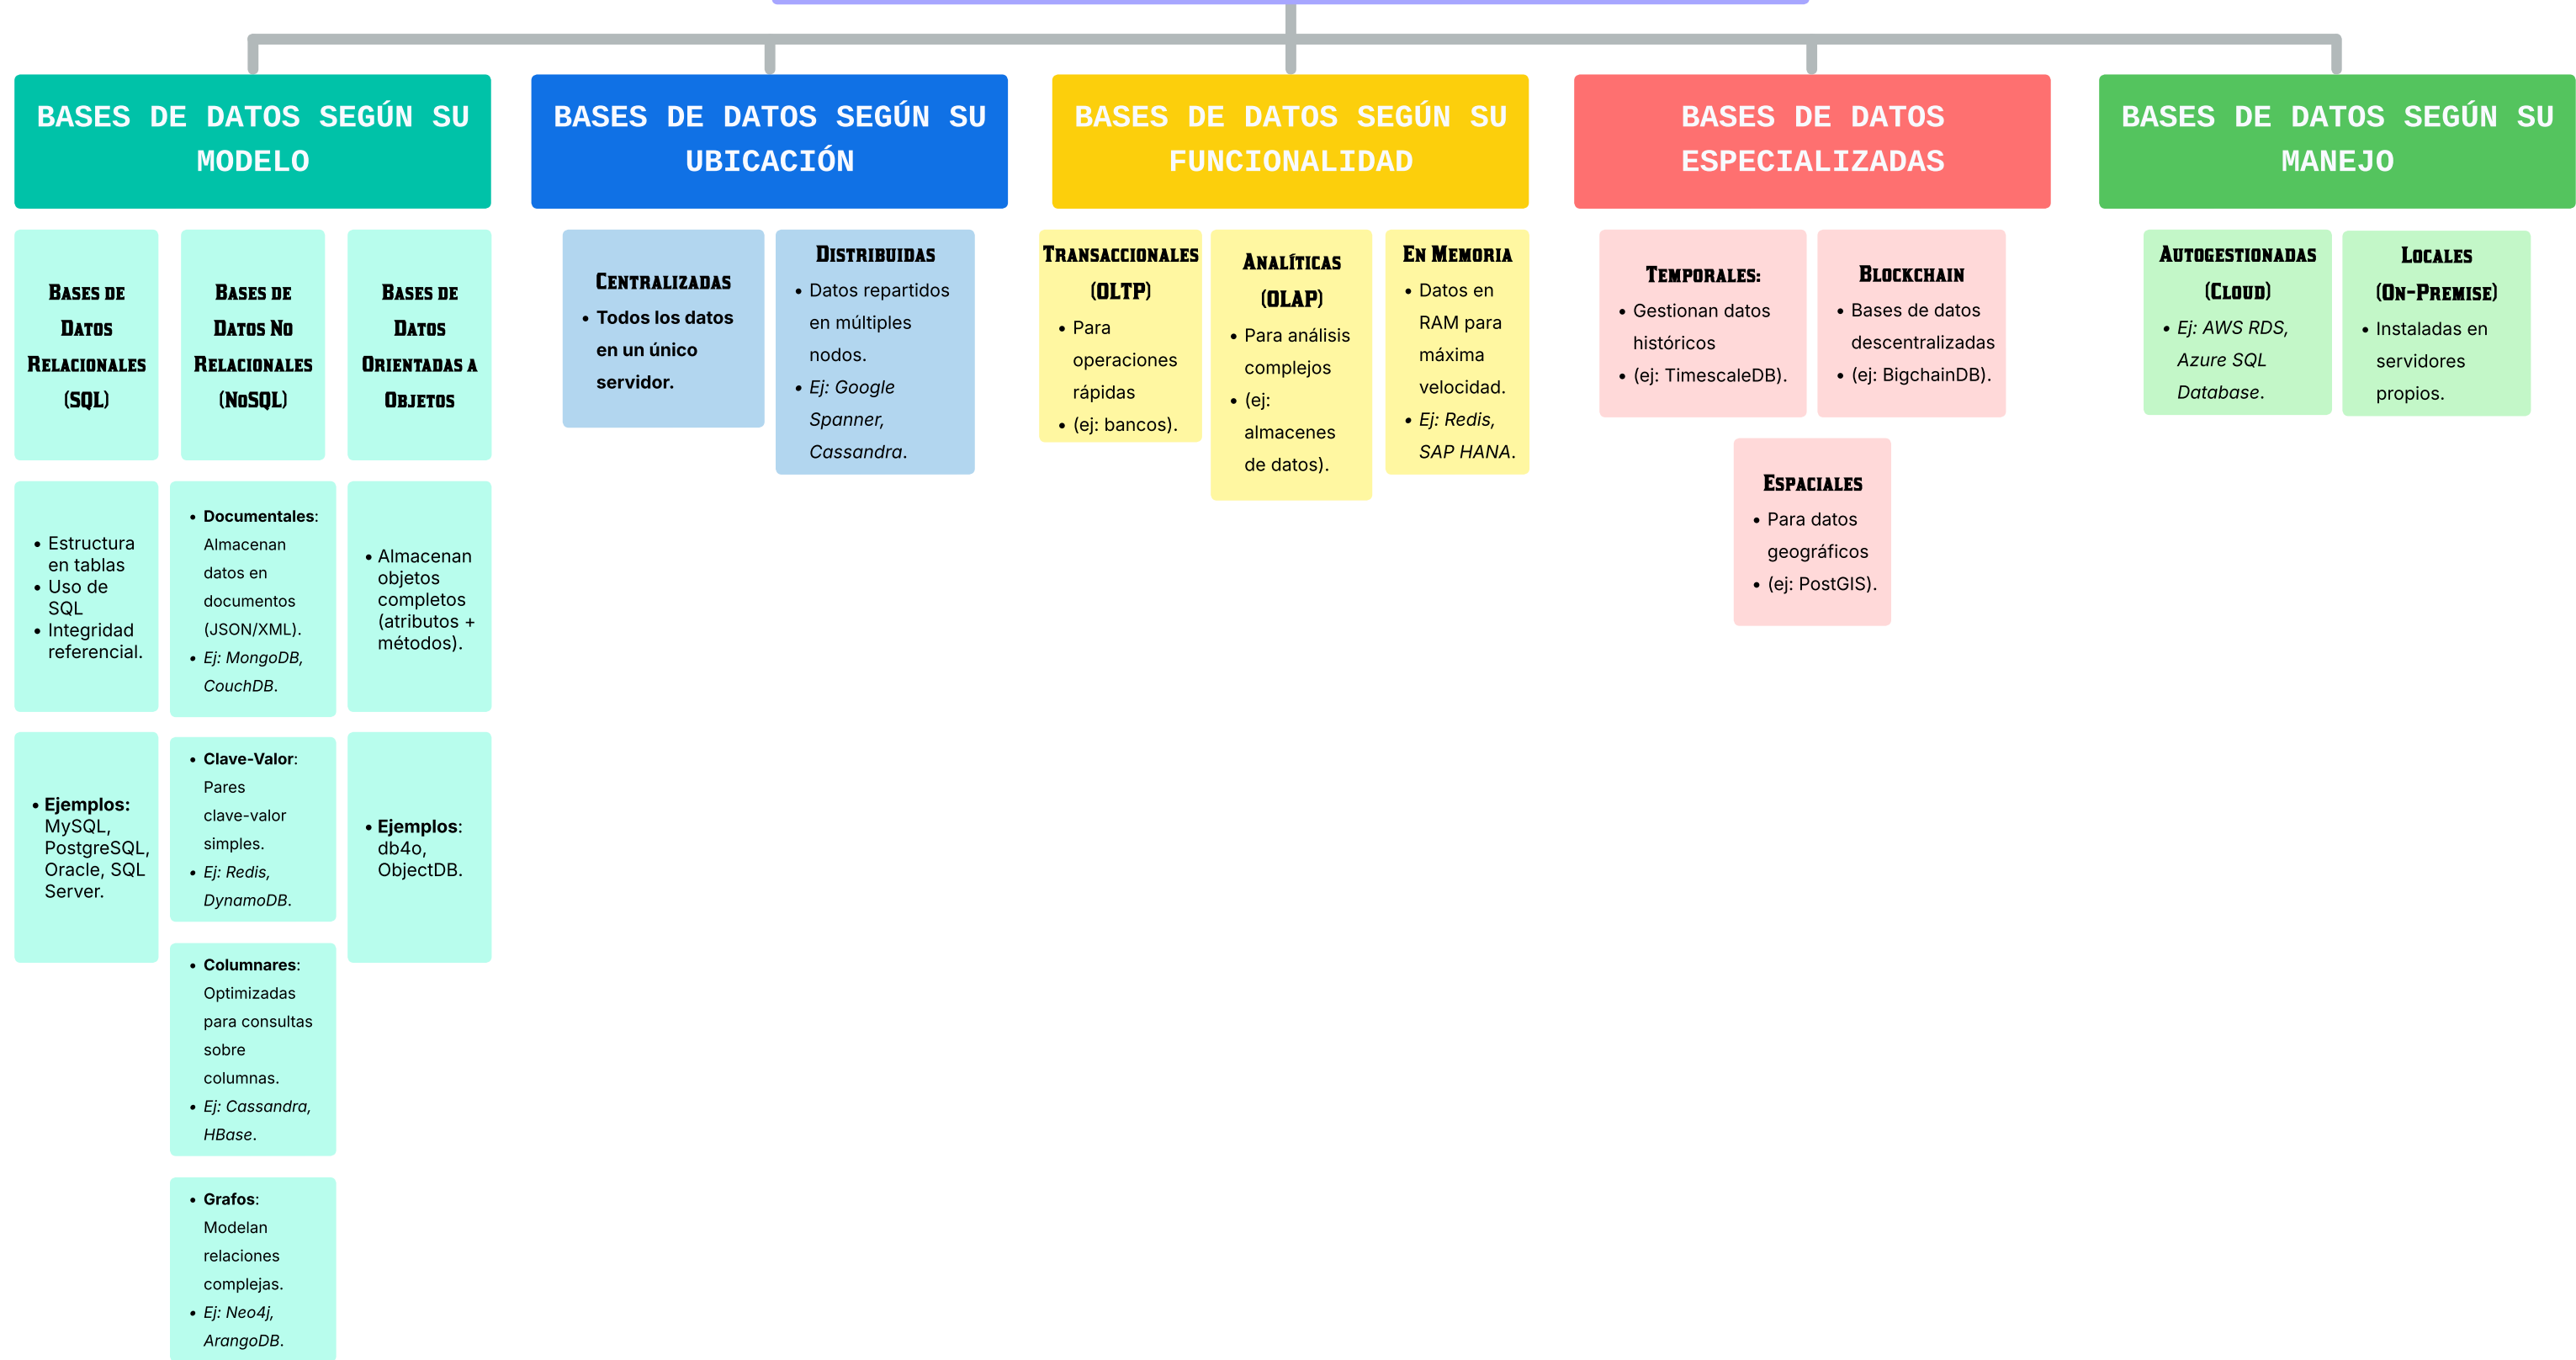 BASES DE DATOS SEGÚN SU
MODELO
Bases de
Datos
Relacionales
(SQL)
Bases de
Datos No
Relacionales
(NoSQL)
Bases de
Datos
Orientadas a
Objetos
• Estructura
en tablas
• Uso de
SQL
• Integridad
referencial.
• Documentales:
Almacenan
datos en
documentos
(JSON/XML).
• Ej: MongoDB,
CouchDB.
• Almacenan
objetos
completos
(atributos +
métodos).
• Ejemplos:
MySQL,
PostgreSQL,
Oracle, SQL
Server.
• Clave-Valor:
Pares
clave-valor
simples.
• Ej: Redis,
DynamoDB.
• Ejemplos:
db4o,
ObjectDB.
• Columnares:
Optimizadas
para consultas
sobre
columnas.
• Ej: Cassandra,
HBase.
• Grafos:
Modelan
relaciones
complejas.
• Ej: Neo4j,
ArangoDB.
BASES DE DATOS SEGÚN SU
UBICACIÓN
Centralizadas
• Todos los datos
en un único
servidor.
Distribuidas
• Datos repartidos
en múltiples
nodos.
• Ej: Google
Spanner,
Cassandra.
BASES DE DATOS SEGÚN SU
FUNCIONALIDAD
Transaccionales
(OLTP)
• Para
operaciones
rápidas
• (ej: bancos).
Analíticas
(OLAP)
• Para análisis
complejos
• (ej:
almacenes
de datos).
En Memoria
• Datos en
RAM para
máxima
velocidad.
• Ej: Redis,
SAP HANA.
BASES DE DATOS
ESPECIALIZADAS
Temporales:
• Gestionan datos
históricos
• (ej: TimescaleDB).
Blockchain
• Bases de datos
descentralizadas
• (ej: BigchainDB).
Espaciales
• Para datos
geográficos
• (ej: PostGIS).
BASES DE DATOS SEGÚN SU
MANEJO
Autogestionadas
(Cloud)
• Ej: AWS RDS,
Azure SQL
Database.
Locales
(On-Premise)
• Instaladas en
servidores
propios.